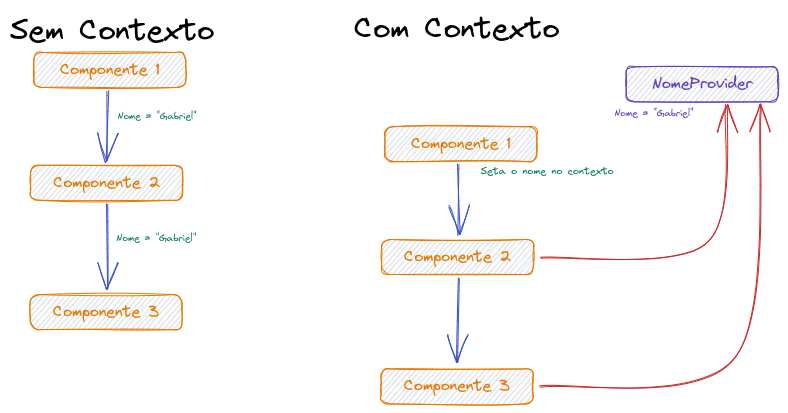 Sem Contexto
Componente 1
Nome = "Gabriel"
Componente 2
Nome = "Gabriel"
Componente 3
Com Contexto
NomeProvider
Nome = "Gabriel"
Componente 1
Seta o nome no contexto
Componente 2
Componente 3